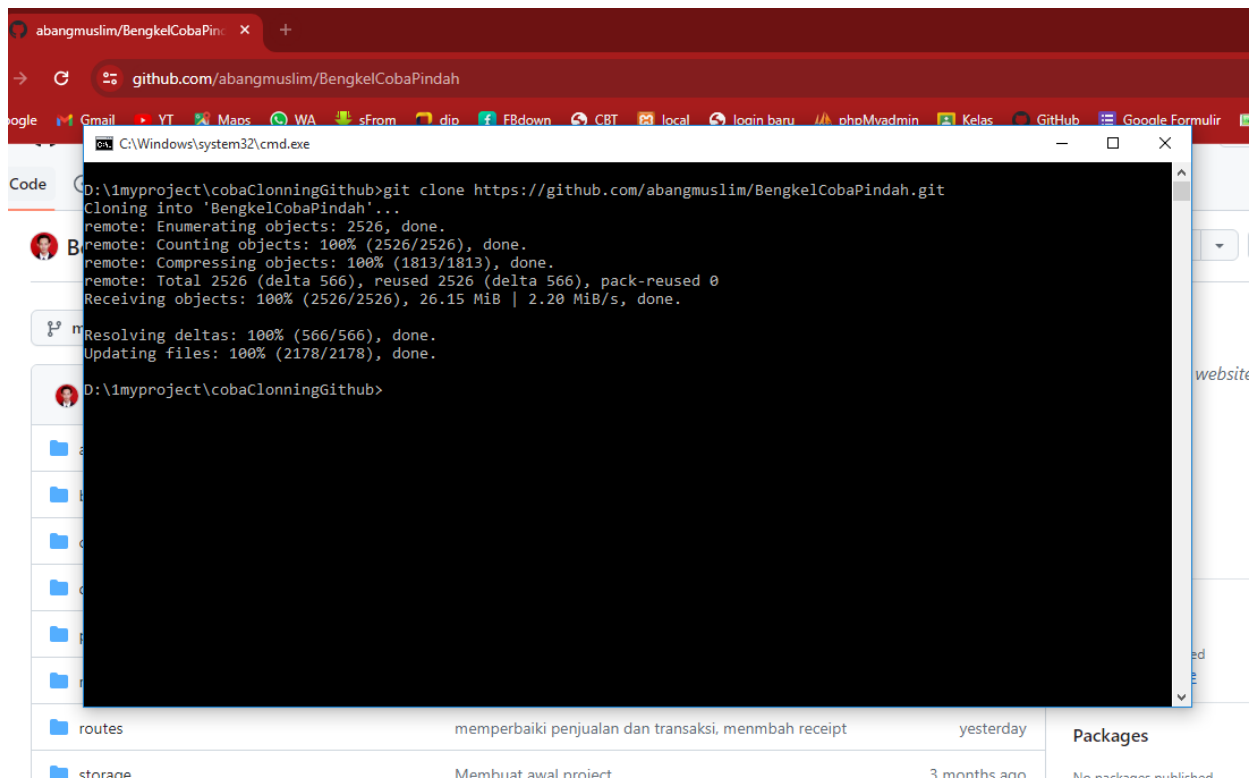 abangmuslim/BengkelCobaPin
github.com/abangmuslim/BengkelCobaPindah
Gmail YT Maps WA sFrom dip FBdown CBT local login baru phpMyadmin Kelas GitHub Google Formulir
C:\Windows\system32\cmd.exe
Code
D:\1myproject\cobaClonningGithub>git clone https://github.com/abangmuslim/BengkelCobaPindah.git
Cloning into 'BengkelCobaPindah'...
remote: Enumerating objects: 2526, done.
remote: Counting objects: 100% (2526/2526), done.
remote: Compressing objects: 100% (1813/1813), done.
remote: Total 2526 (delta 566), reused 2526 (delta 566), pack-reused 0
Receiving objects: 100% (2526/2526), 26.15 MiB | 2.20 MiB/s, done.
Resolving deltas: 100% (566/566), done.
Updating files: 100% (2178/2178), done.
D:\1myproject\cobaClonningGithub>
website
routes memperbaiki penjualan dan transaksi, menmbah receipt yesterday
Packages
storage Membuat awal project 3 months ago
No packages published